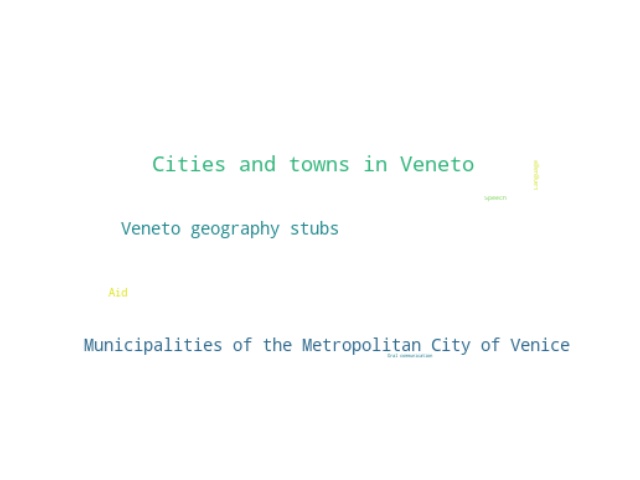 Cities and towns in Veneto
speech
Veneto geography stubs
Aid
Municipalities of the Metropolitan City of Venice
Oral communication